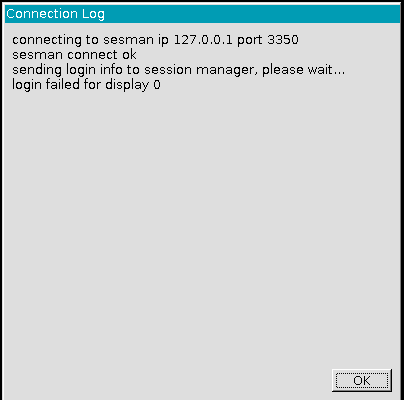 Connection Log
connecting to sesman ip 127.0.0.1 port 3350
sesman connect ok
sending login info to session manager, please wait...
login failed for display 0
OK